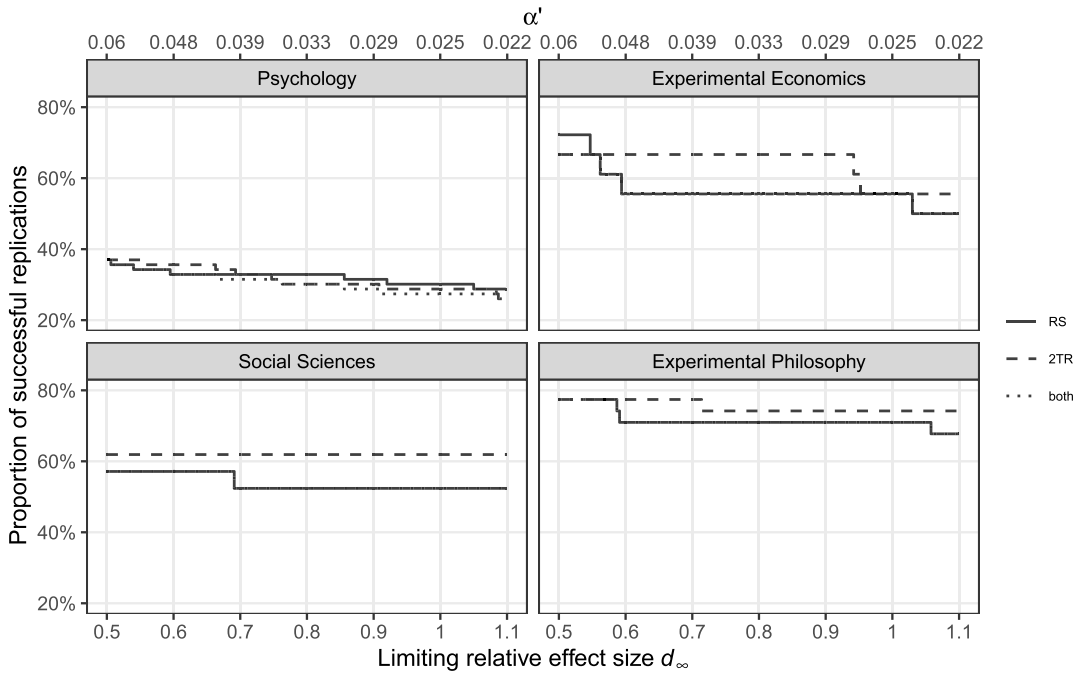 α'
0.06 0.048 0.039 0.033 0.029 0.025 0.022 0.06 0.048 0.039 0.033 0.029 0.025 0.022
Psychology Experimental Economics
80%
60%
40%
20%
Social Sciences Experimental Philosophy
80%
60%
40%
20%
0.5 0.6 0.7 0.8 0.9 1 1.1 0.5 0.6 0.7 0.8 0.9 1 1.1
Limiting relative effect size d∞
Proportion of successful replications
RS
2TR
both